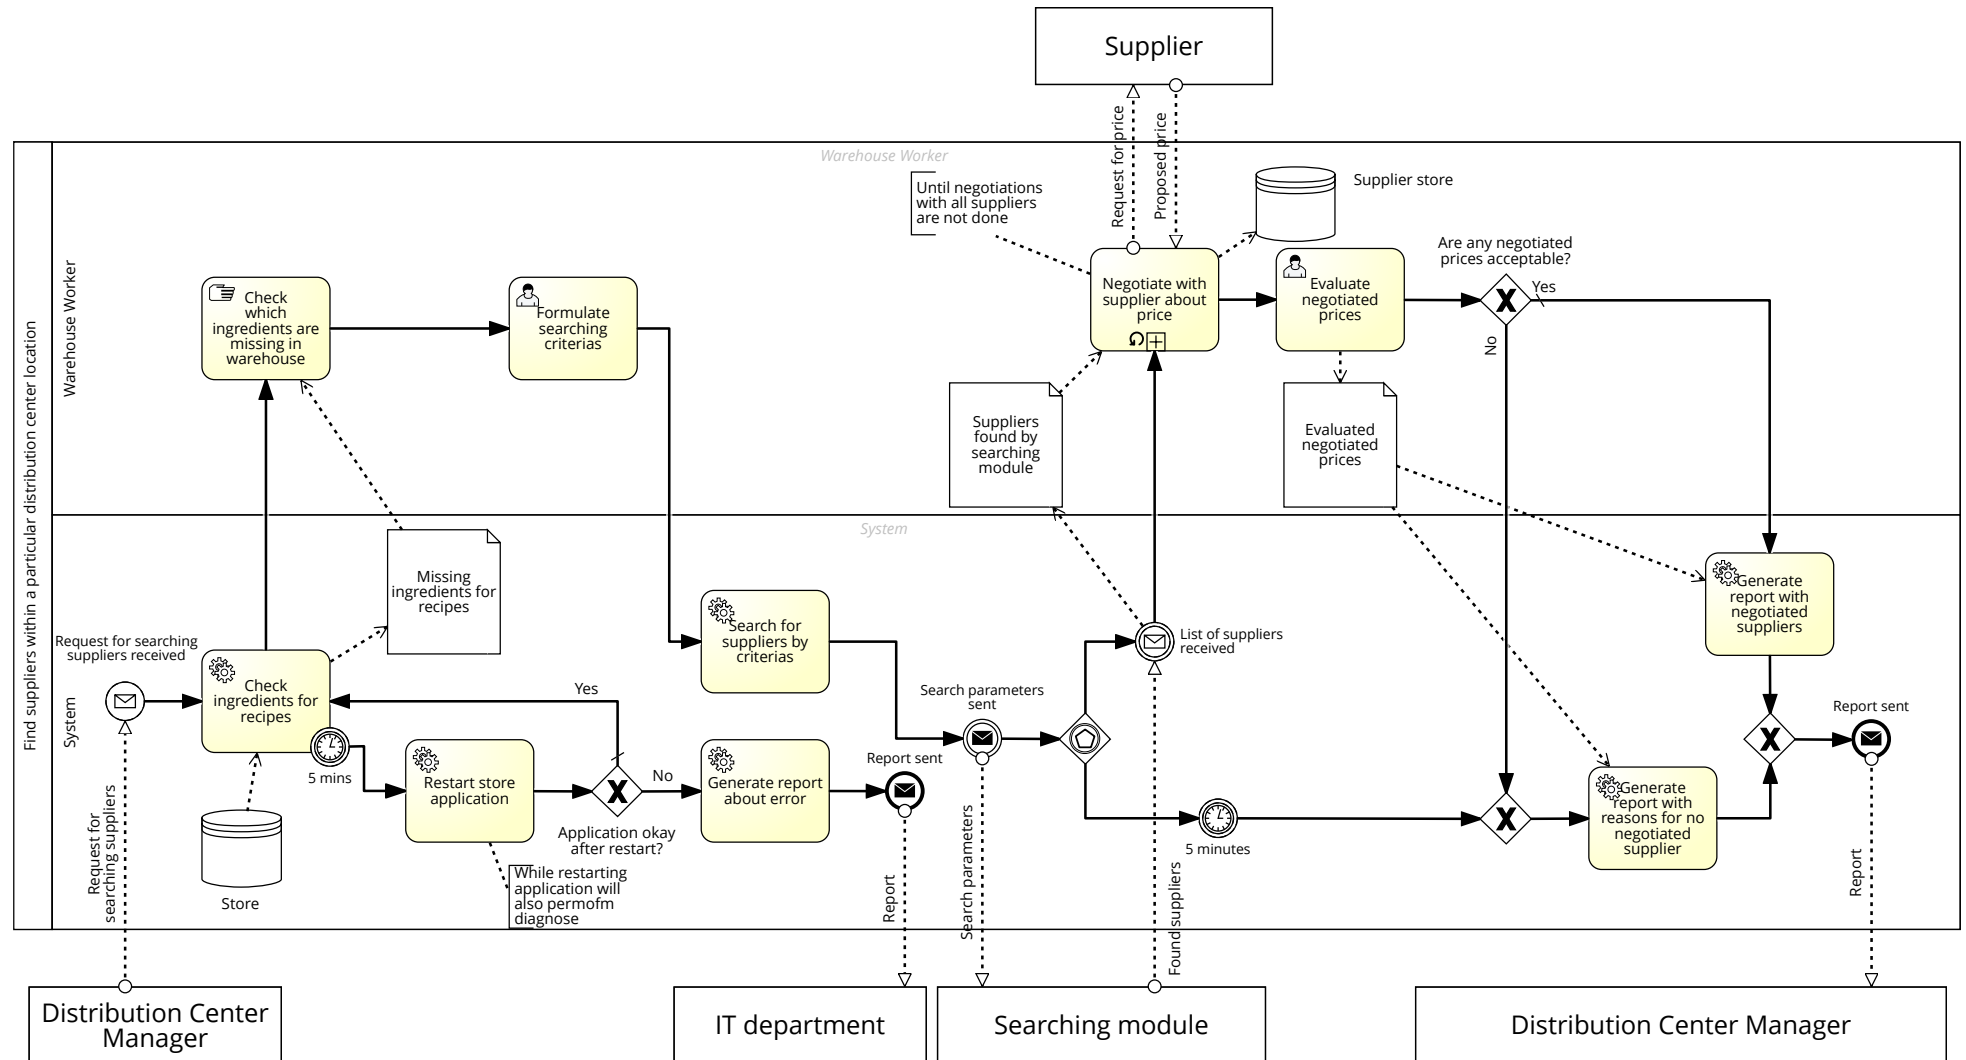 Supplier
Request for price
Proposed price
Warehouse Worker
Find suppliers within a particular distribution center location
Warehouse Worker
Until negotiations
with all suppliers
are not done
Supplier store
Check
which
ingredients are
missing in
warehouse
Formulate
searching
criterias
Negotiate with
supplier about
price
Evaluate
negotiated
prices
Are any negotiated
prices acceptable?
Yes
No
Suppliers
found by
searching
module
Evaluated
negotiated
prices
System
System
Missing
ingredients for
recipes
Request for searching
suppliers received
Check
ingredients for
recipes
5 mins
Store
Restart store
application
While restarting
application will
also permofm
diagnose
Yes
No
Application okay
after restart?
Search for
suppliers by
criterias
Generate report
about error
Report sent
Search parameters
sent
List of suppliers
received
5 minutes
Generate
report with
negotiated
suppliers
Generate
report with
reasons for no
negotiated
supplier
Report sent
Request for
searching suppliers
Report
Search parameters
Found suppliers
Report
Distribution Center
Manager
IT department
Searching module
Distribution Center Manager